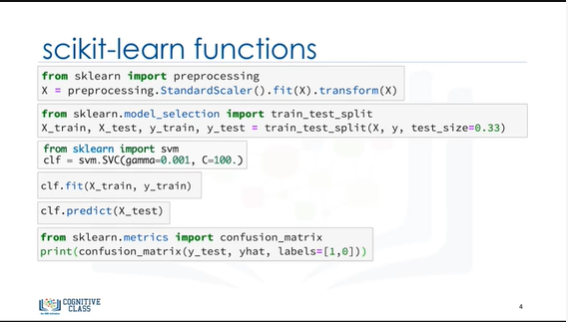 scikit-learn functions
from sklearn import preprocessing
X = preprocessing.StandardScaler().fit(X).transform(X)
from sklearn.model_selection import train_test_split
X_train, X_test, y_train, y_test = train_test_split(X, y, test_size=0.33)
from sklearn import svm
clf = svm.SVC(gamma=0.001, C=100.)
clf.fit(X_train, y_train)
clf.predict(X_test)
from sklearn.metrics import confusion_matrix
print(confusion_matrix(y_test, yhat, labels=[1,0]))
COGNITIVE
CLASS
4